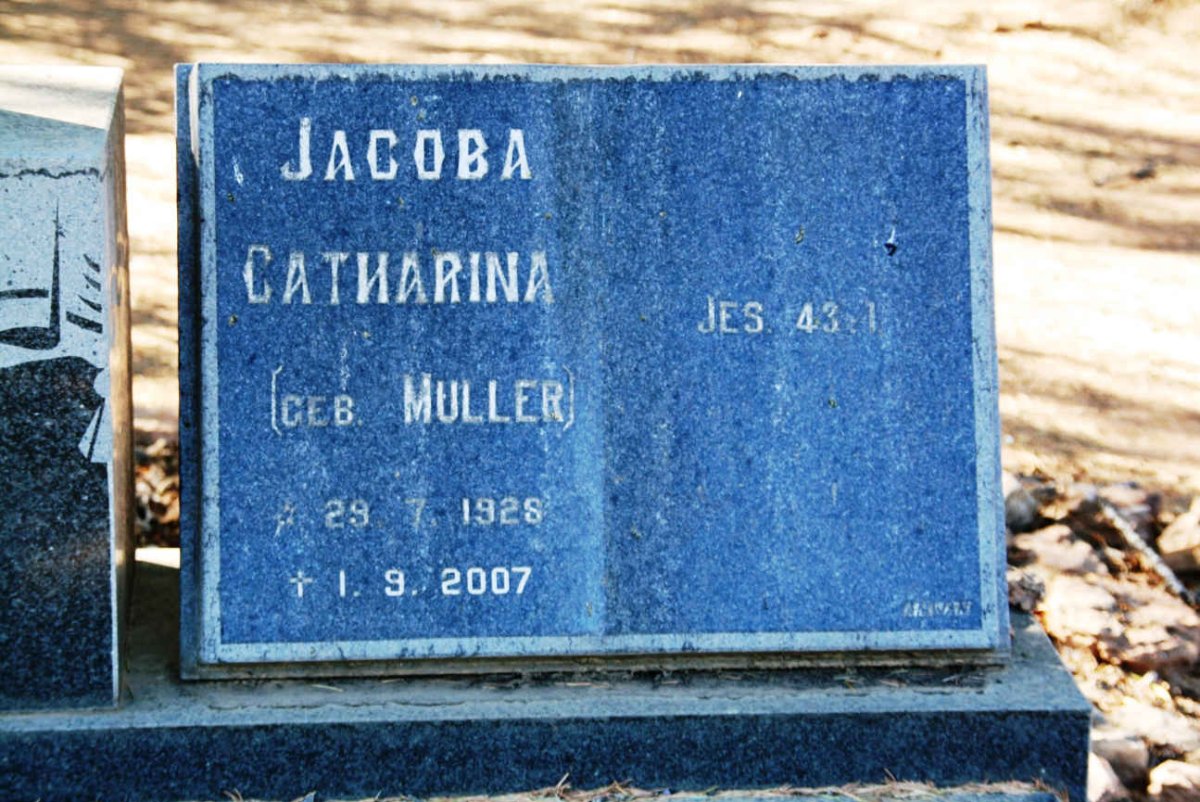 JACOBA
CATHARINA
(GEB. MULLER)
29. 7. 1928
† 1. 9. 2007
JES. 43:1